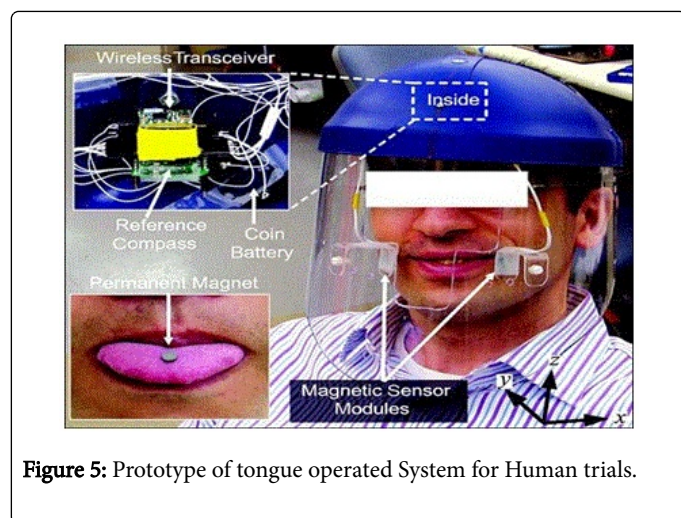 Wireless Transceiver
Inside
Reference
Compass
Coin
Battery
Permanent Magnet
Magnetic Sensor
Modules
z
y
x
Figure 5: Prototype of tongue operated System for Human trials.